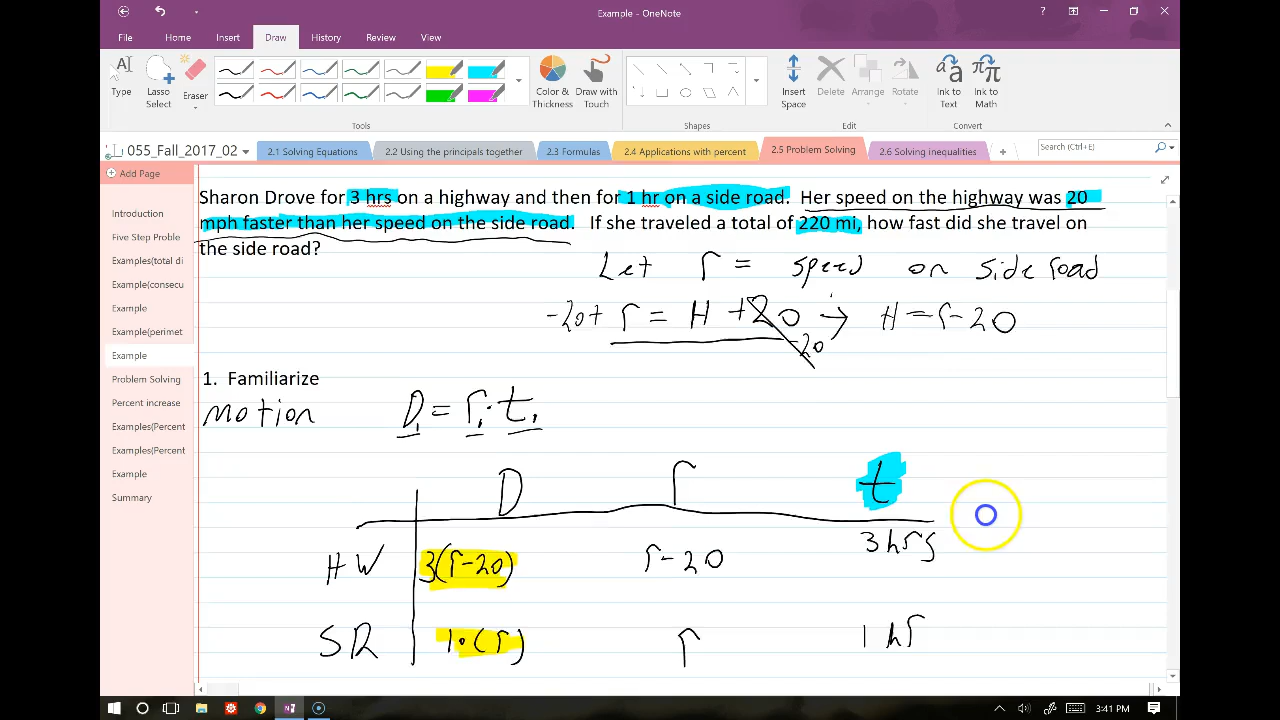 Example - OneNote
File Home Insert Draw History Review View
Type
Lasso Select
Eraser
Color & Thickness
Draw with Touch
Insert Space
Delete
Arrange
Rotate
Ink to Text
Ink to Math
Tools Shapes Edit Convert
055_Fall_2017_02 2.1 Solving Equations 2.2 Using the principals together 2.3 Formulas 2.4 Applications with percent 2.5 Problem Solving 2.6 Solving inequalities + Search (Ctrl+E)
Add Page
Introduction
Five Step Proble
Examples(total di
Example(consecu
Example
Example(perimet
Example
Problem Solving
Percent increase
Examples(Percent
Examples(Percent
Example
Summary
Sharon Drove for 3 hrs on a highway and then for 1 hr on a side road. Her speed on the highway was 20
mph faster than her speed on the side road. If she traveled a total of 220 mi, how fast did she travel on
the side road?
Let r = speed on side road
-20+ r = H +20 → H = r-20
-20
1. Familiarize
motion D₁ = r₁ · t₁
D r t
HW 3(r-20) r-20 3 hrs
SR 1•(r) r 1 hr
3:41 PM